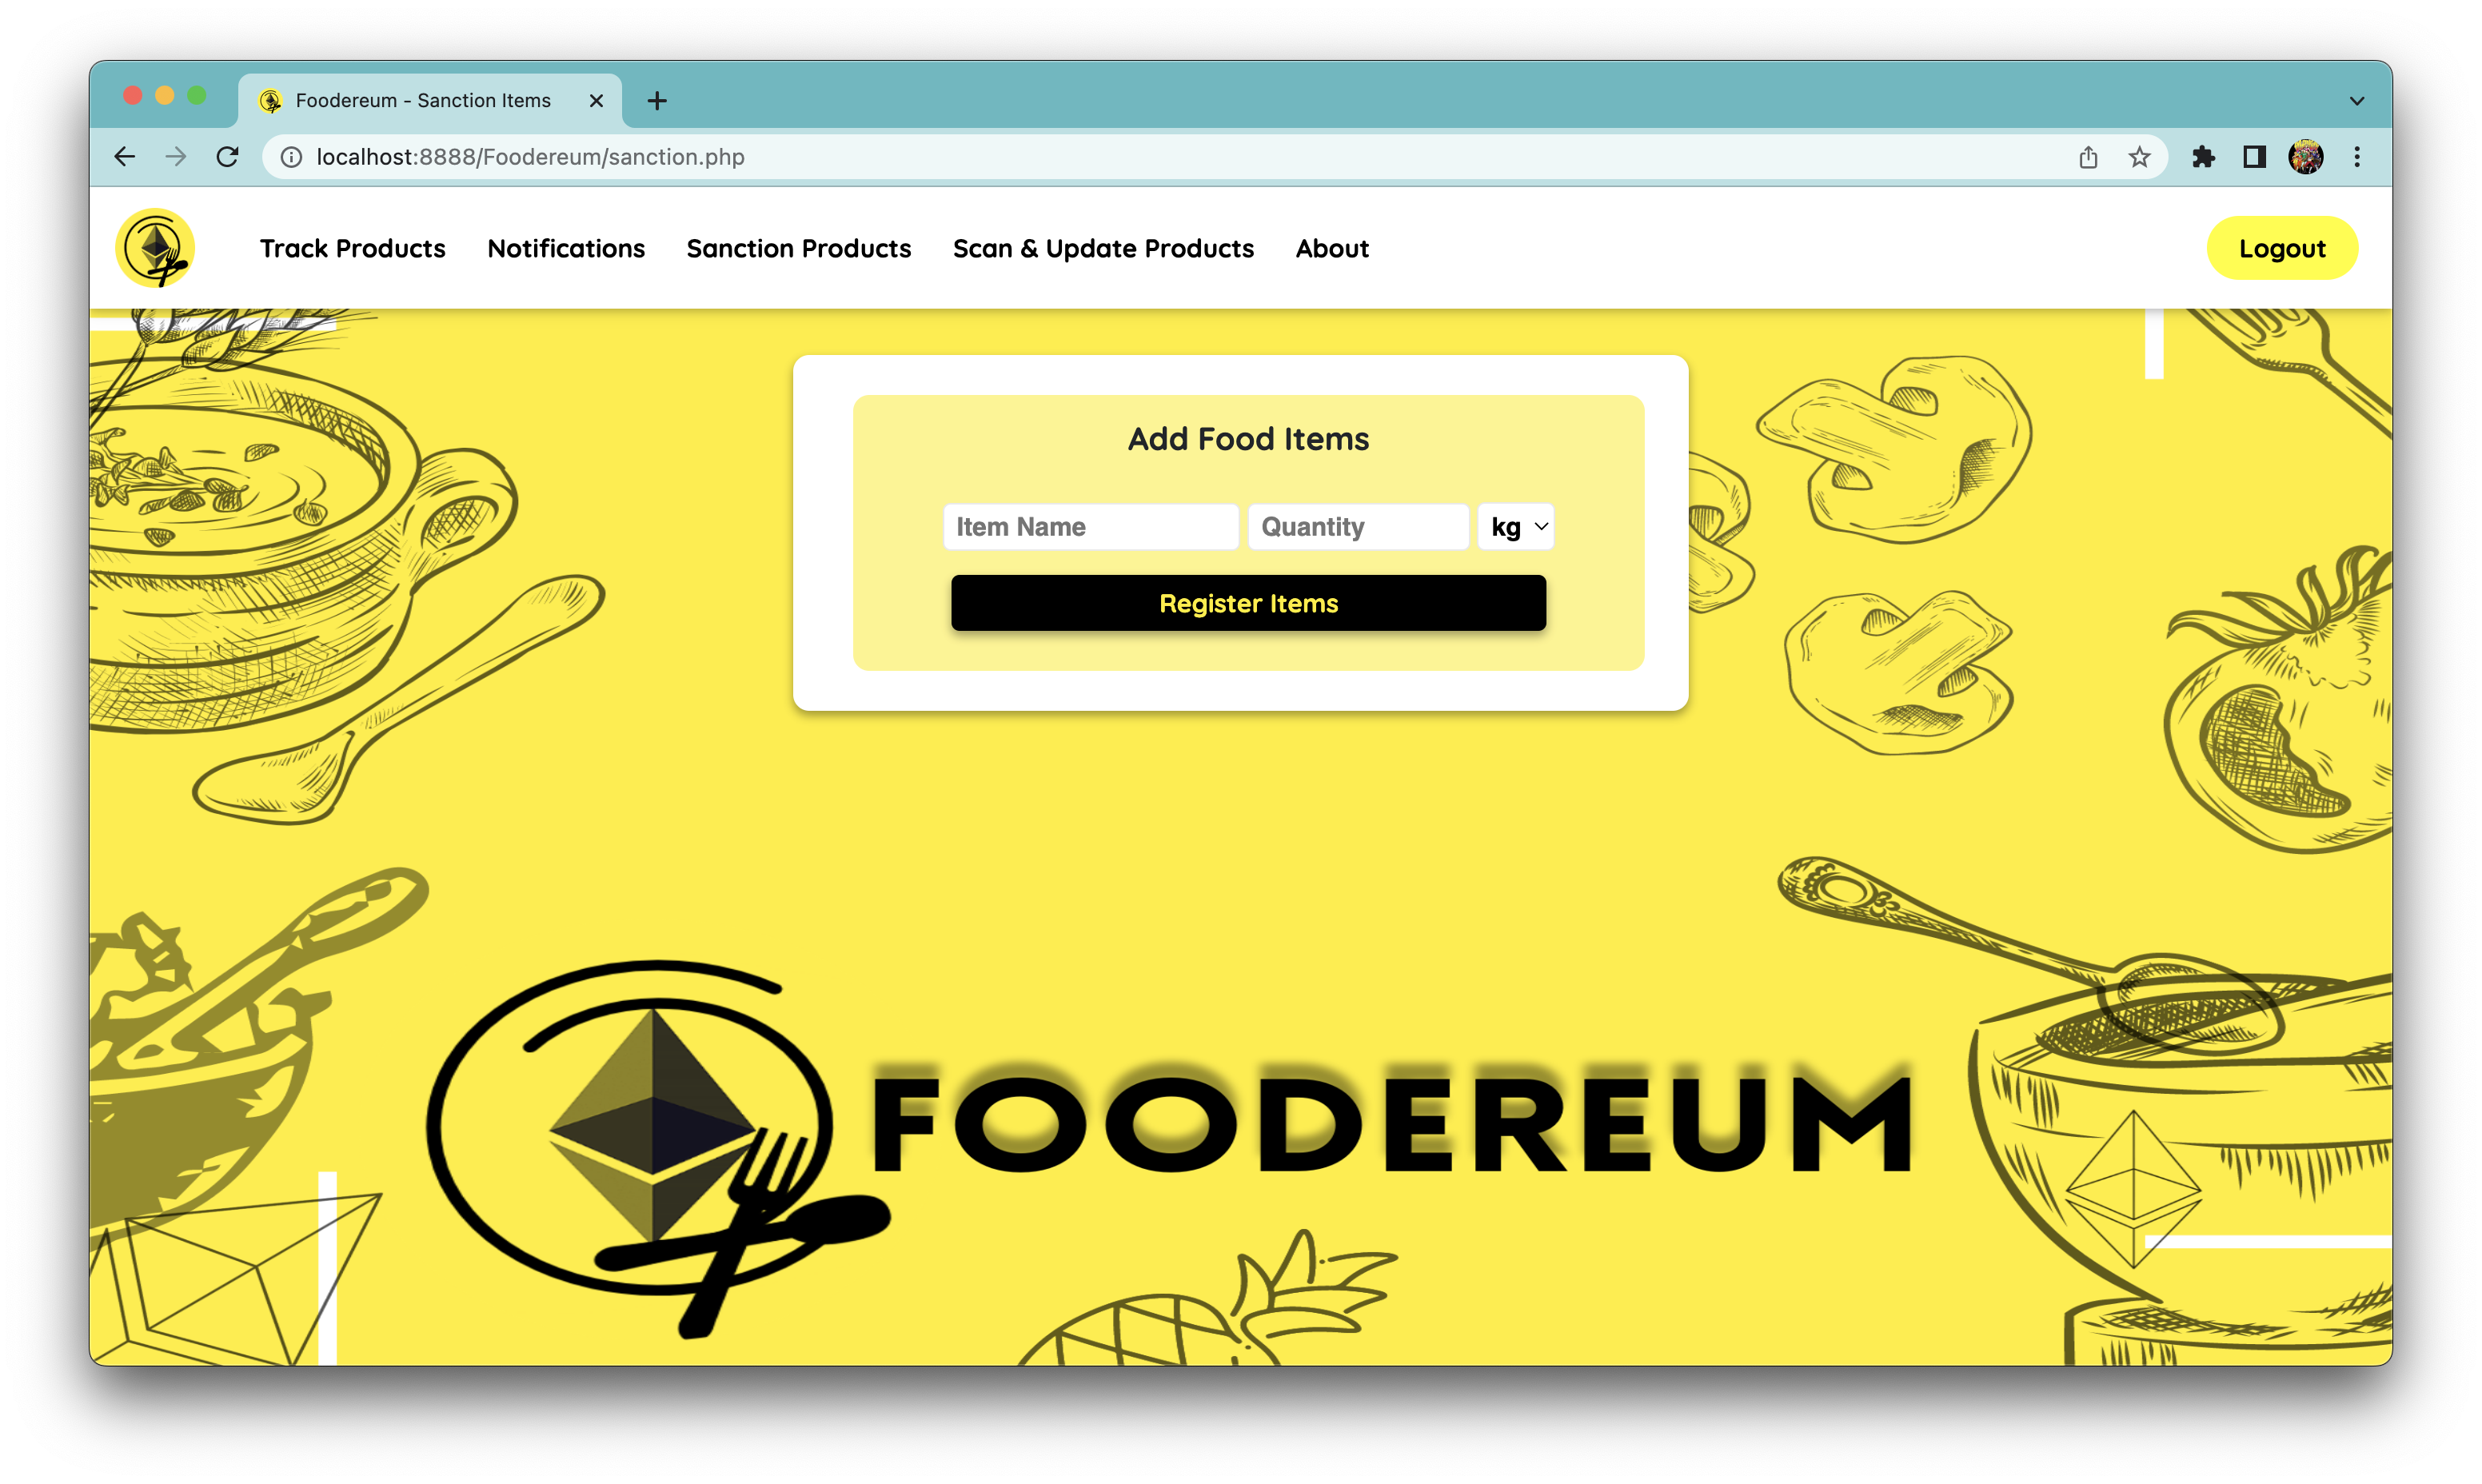 Foodereum - Sanction Items
localhost:8888/Foodereum/sanction.php
Track Products Notifications Sanction Products Scan & Update Products About Logout
Add Food Items
Item Name Quantity kg
Register Items
FOODEREUM